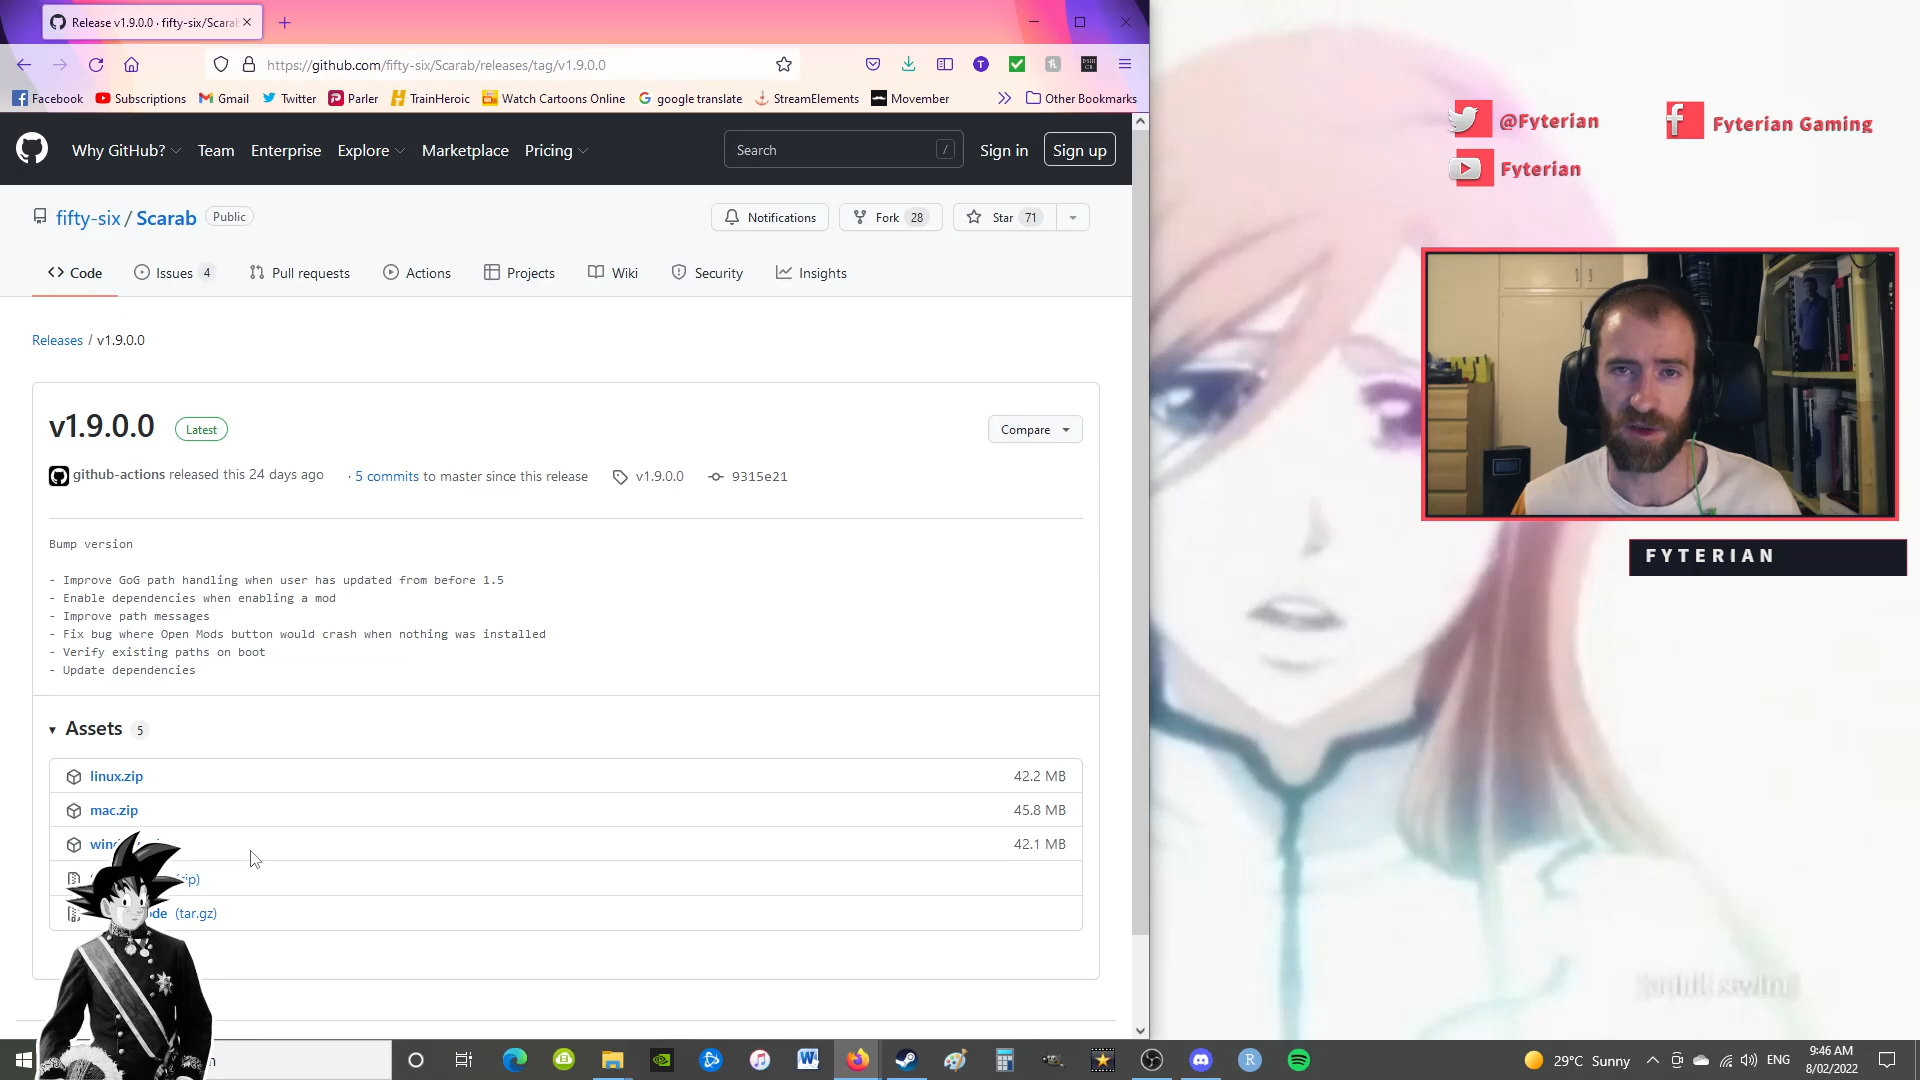 Release v1.9.0.0 · fifty-six/Scarab
https://github.com/fifty-six/Scarab/releases/tag/v1.9.0.0
Facebook Subscriptions Gmail Twitter Parler TrainHeroic Watch Cartoons Online google translate StreamElements Movember Other Bookmarks
Why GitHub? Team Enterprise Explore Marketplace Pricing Search / Sign in Sign up
fifty-six / Scarab Public Notifications Fork 28 Star 71
Code Issues 4 Pull requests Actions Projects Wiki Security Insights
Releases / v1.9.0.0
v1.9.0.0 Latest Compare
github-actions released this 24 days ago · 5 commits to master since this release v1.9.0.0 9315e21
Bump version
- Improve GoG path handling when user has updated from before 1.5
- Enable dependencies when enabling a mod
- Improve path messages
- Fix bug where Open Mods button would crash when nothing was installed
- Verify existing paths on boot
- Update dependencies
Assets 5
linux.zip 42.2 MB
mac.zip 45.8 MB
42.1 MB
(tar.gz)
@Fyterian
Fyterian Gaming
Fyterian
FYTERIAN
[adult swim]
29°C Sunny ENG 9:46 AM
8/02/2022